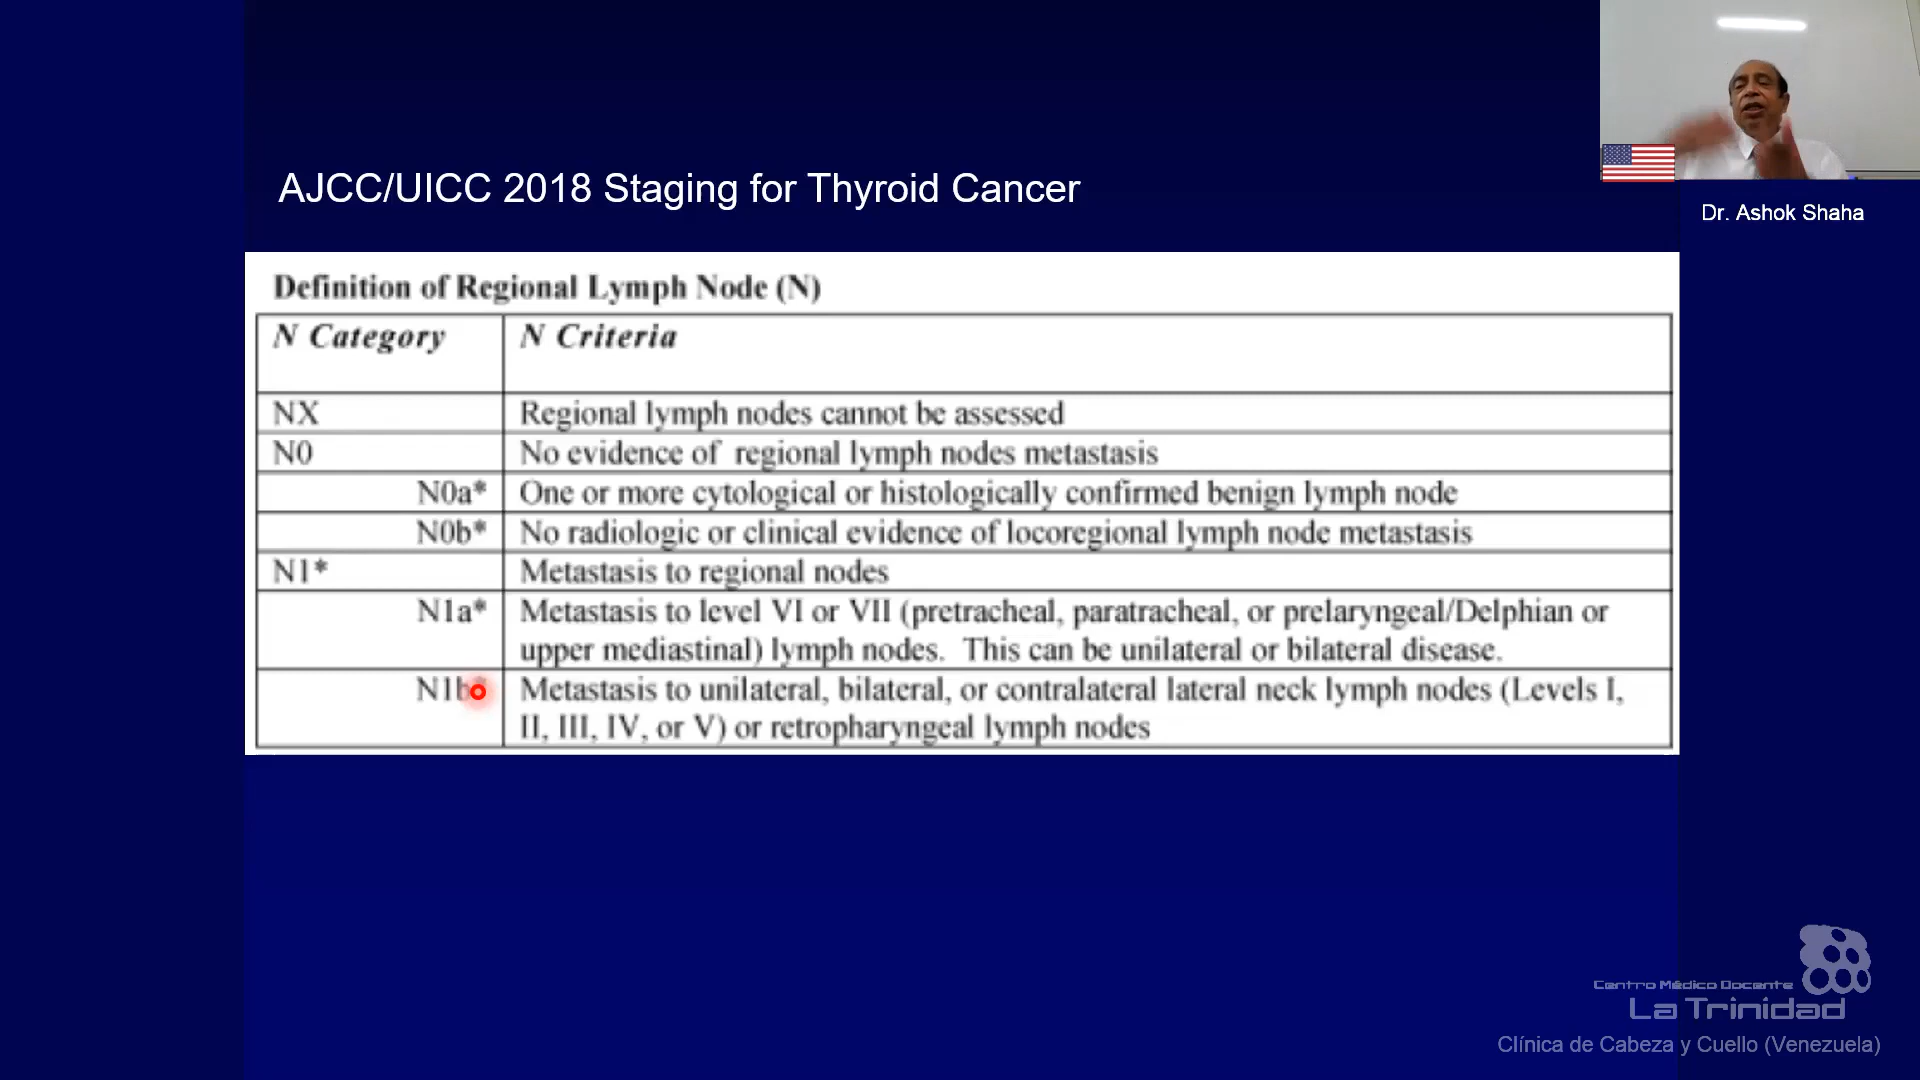 AJCC/UICC 2018 Staging for Thyroid Cancer
Dr. Ashok Shaha
Definition of Regional Lymph Node (N)
N Category N Criteria
NX Regional lymph nodes cannot be assessed
N0 No evidence of regional lymph nodes metastasis
N0a* One or more cytological or histologically confirmed benign lymph node
N0b* No radiologic or clinical evidence of locoregional lymph node metastasis
N1* Metastasis to regional nodes
N1a* Metastasis to level VI or VII (pretracheal, paratracheal, or prelaryngeal/Delphian or
upper mediastinal) lymph nodes. This can be unilateral or bilateral disease.
N1b* Metastasis to unilateral, bilateral, or contralateral lateral neck lymph nodes (Levels I,
II, III, IV, or V) or retropharyngeal lymph nodes
Centro Médico Docente
La Trinidad
Clínica de Cabeza y Cuello (Venezuela)